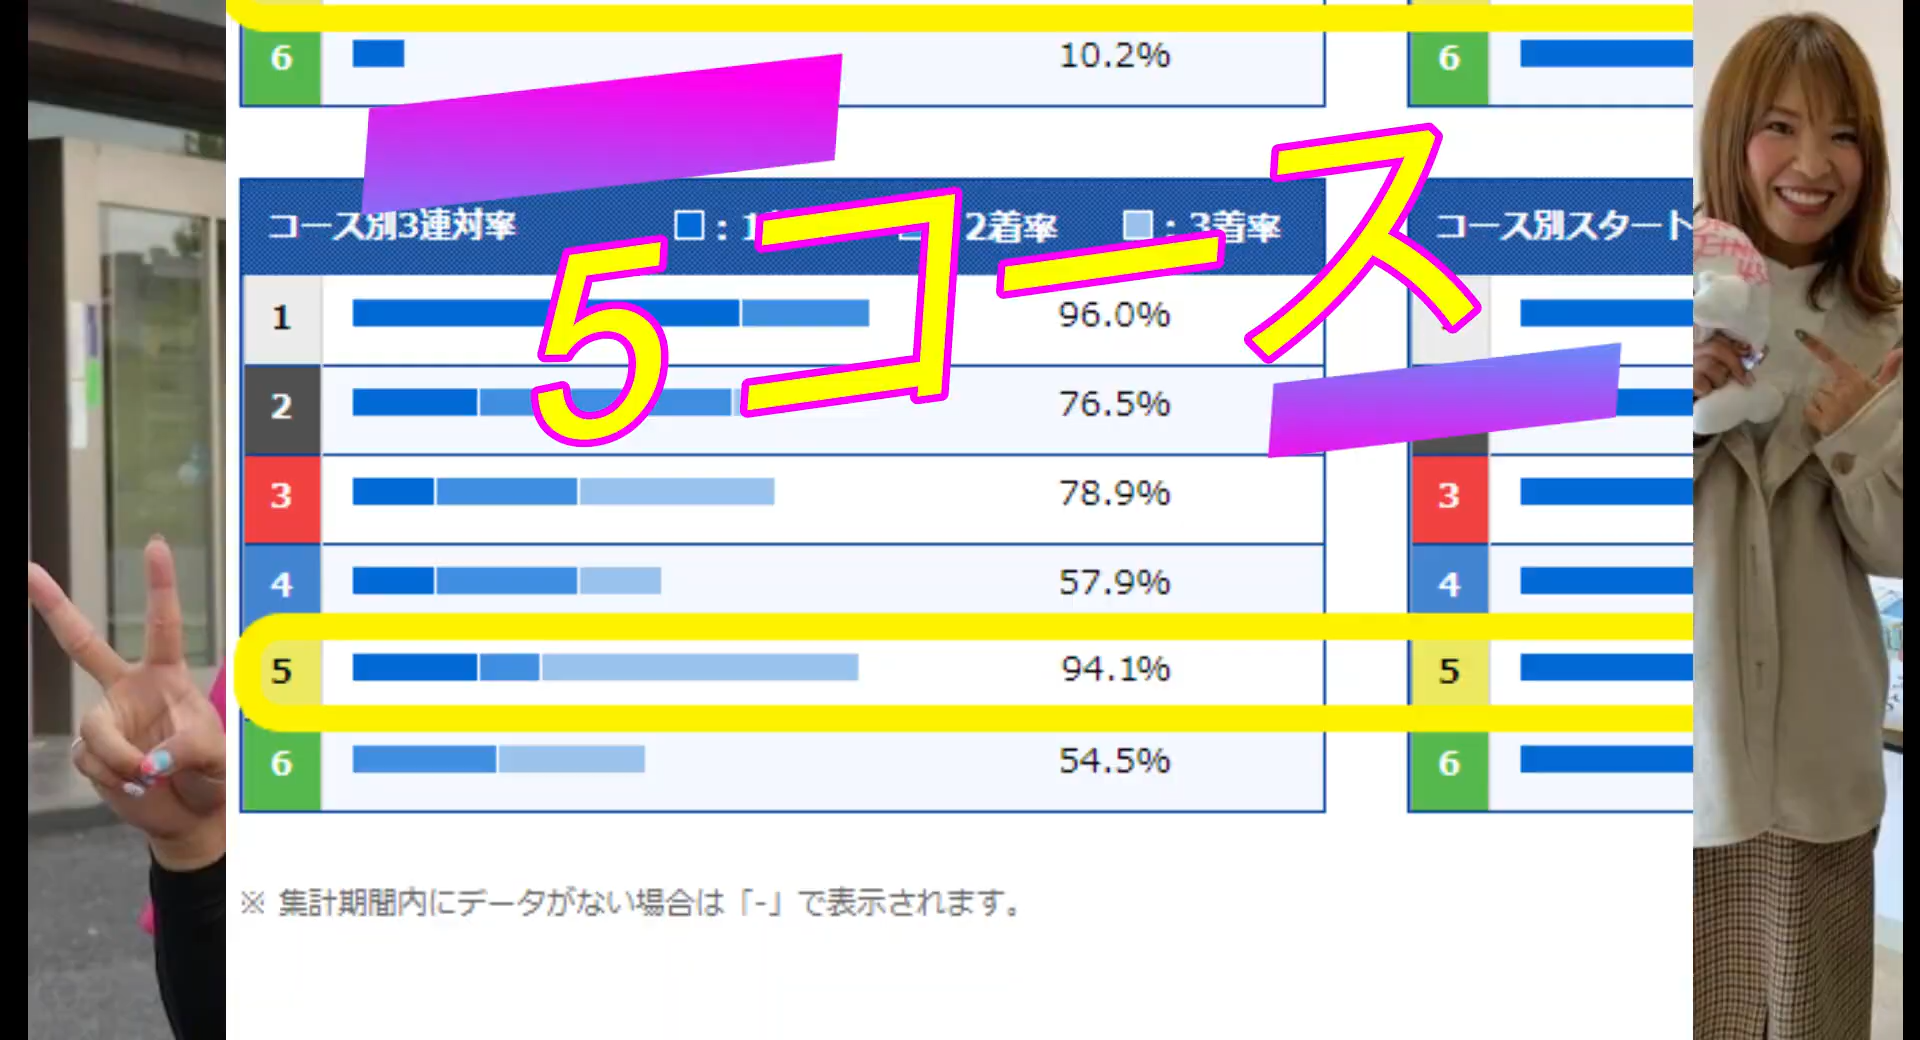 6 10.2% 6
コース別3連対率 : 1 2着率 : 3着率 コース別スタート
5コース
1 96.0%
2 76.5%
3 78.9% 3
4 57.9% 4
5 94.1% 5
6 54.5% 6
※ 集計期間内にデータがない場合は「-」で表示されます。